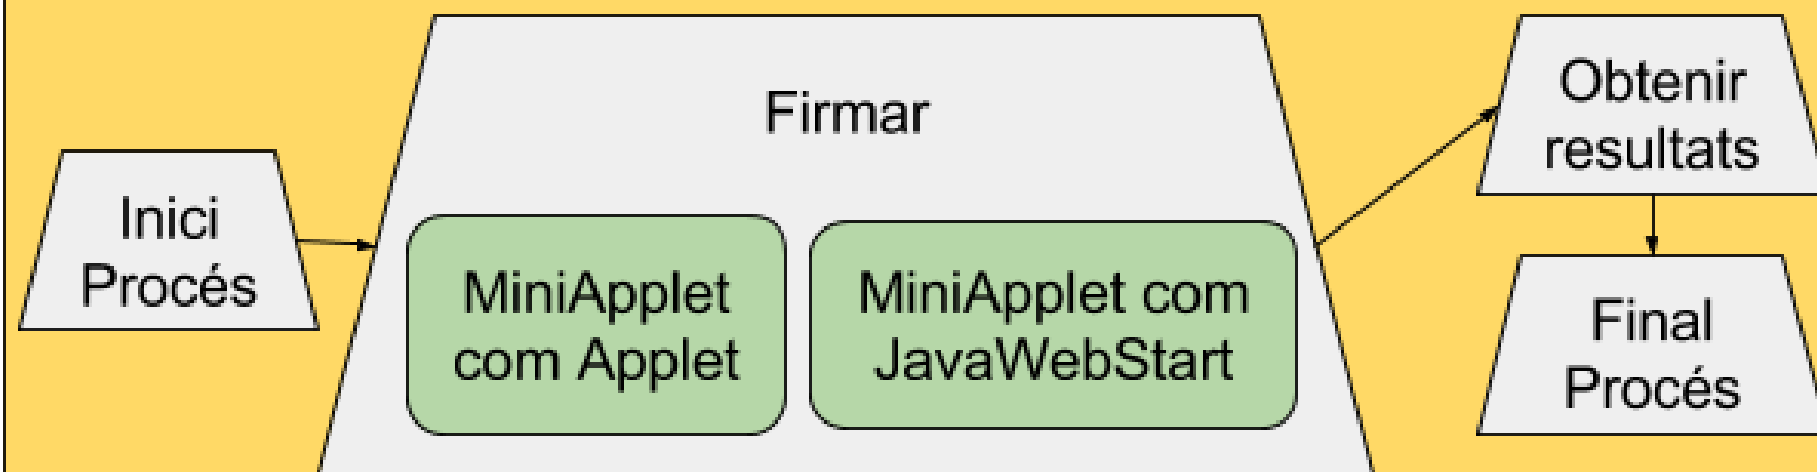 Inici
Procés
Firmar
MiniApplet
com Applet
MiniApplet com
JavaWebStart
Obtenir
resultats
Final
Procés